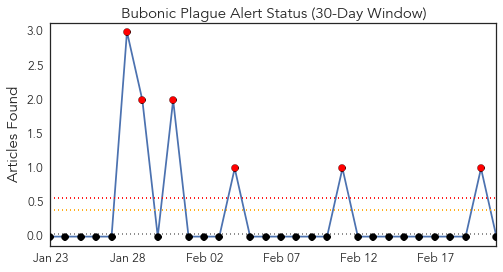 Bubonic Plague Alert Status (30-Day Window)
Articles Found
3.0
2.5
2.0
1.5
1.0
0.5
0.0
Jan 23 Jan 28 Feb 02 Feb 07 Feb 12 Feb 17